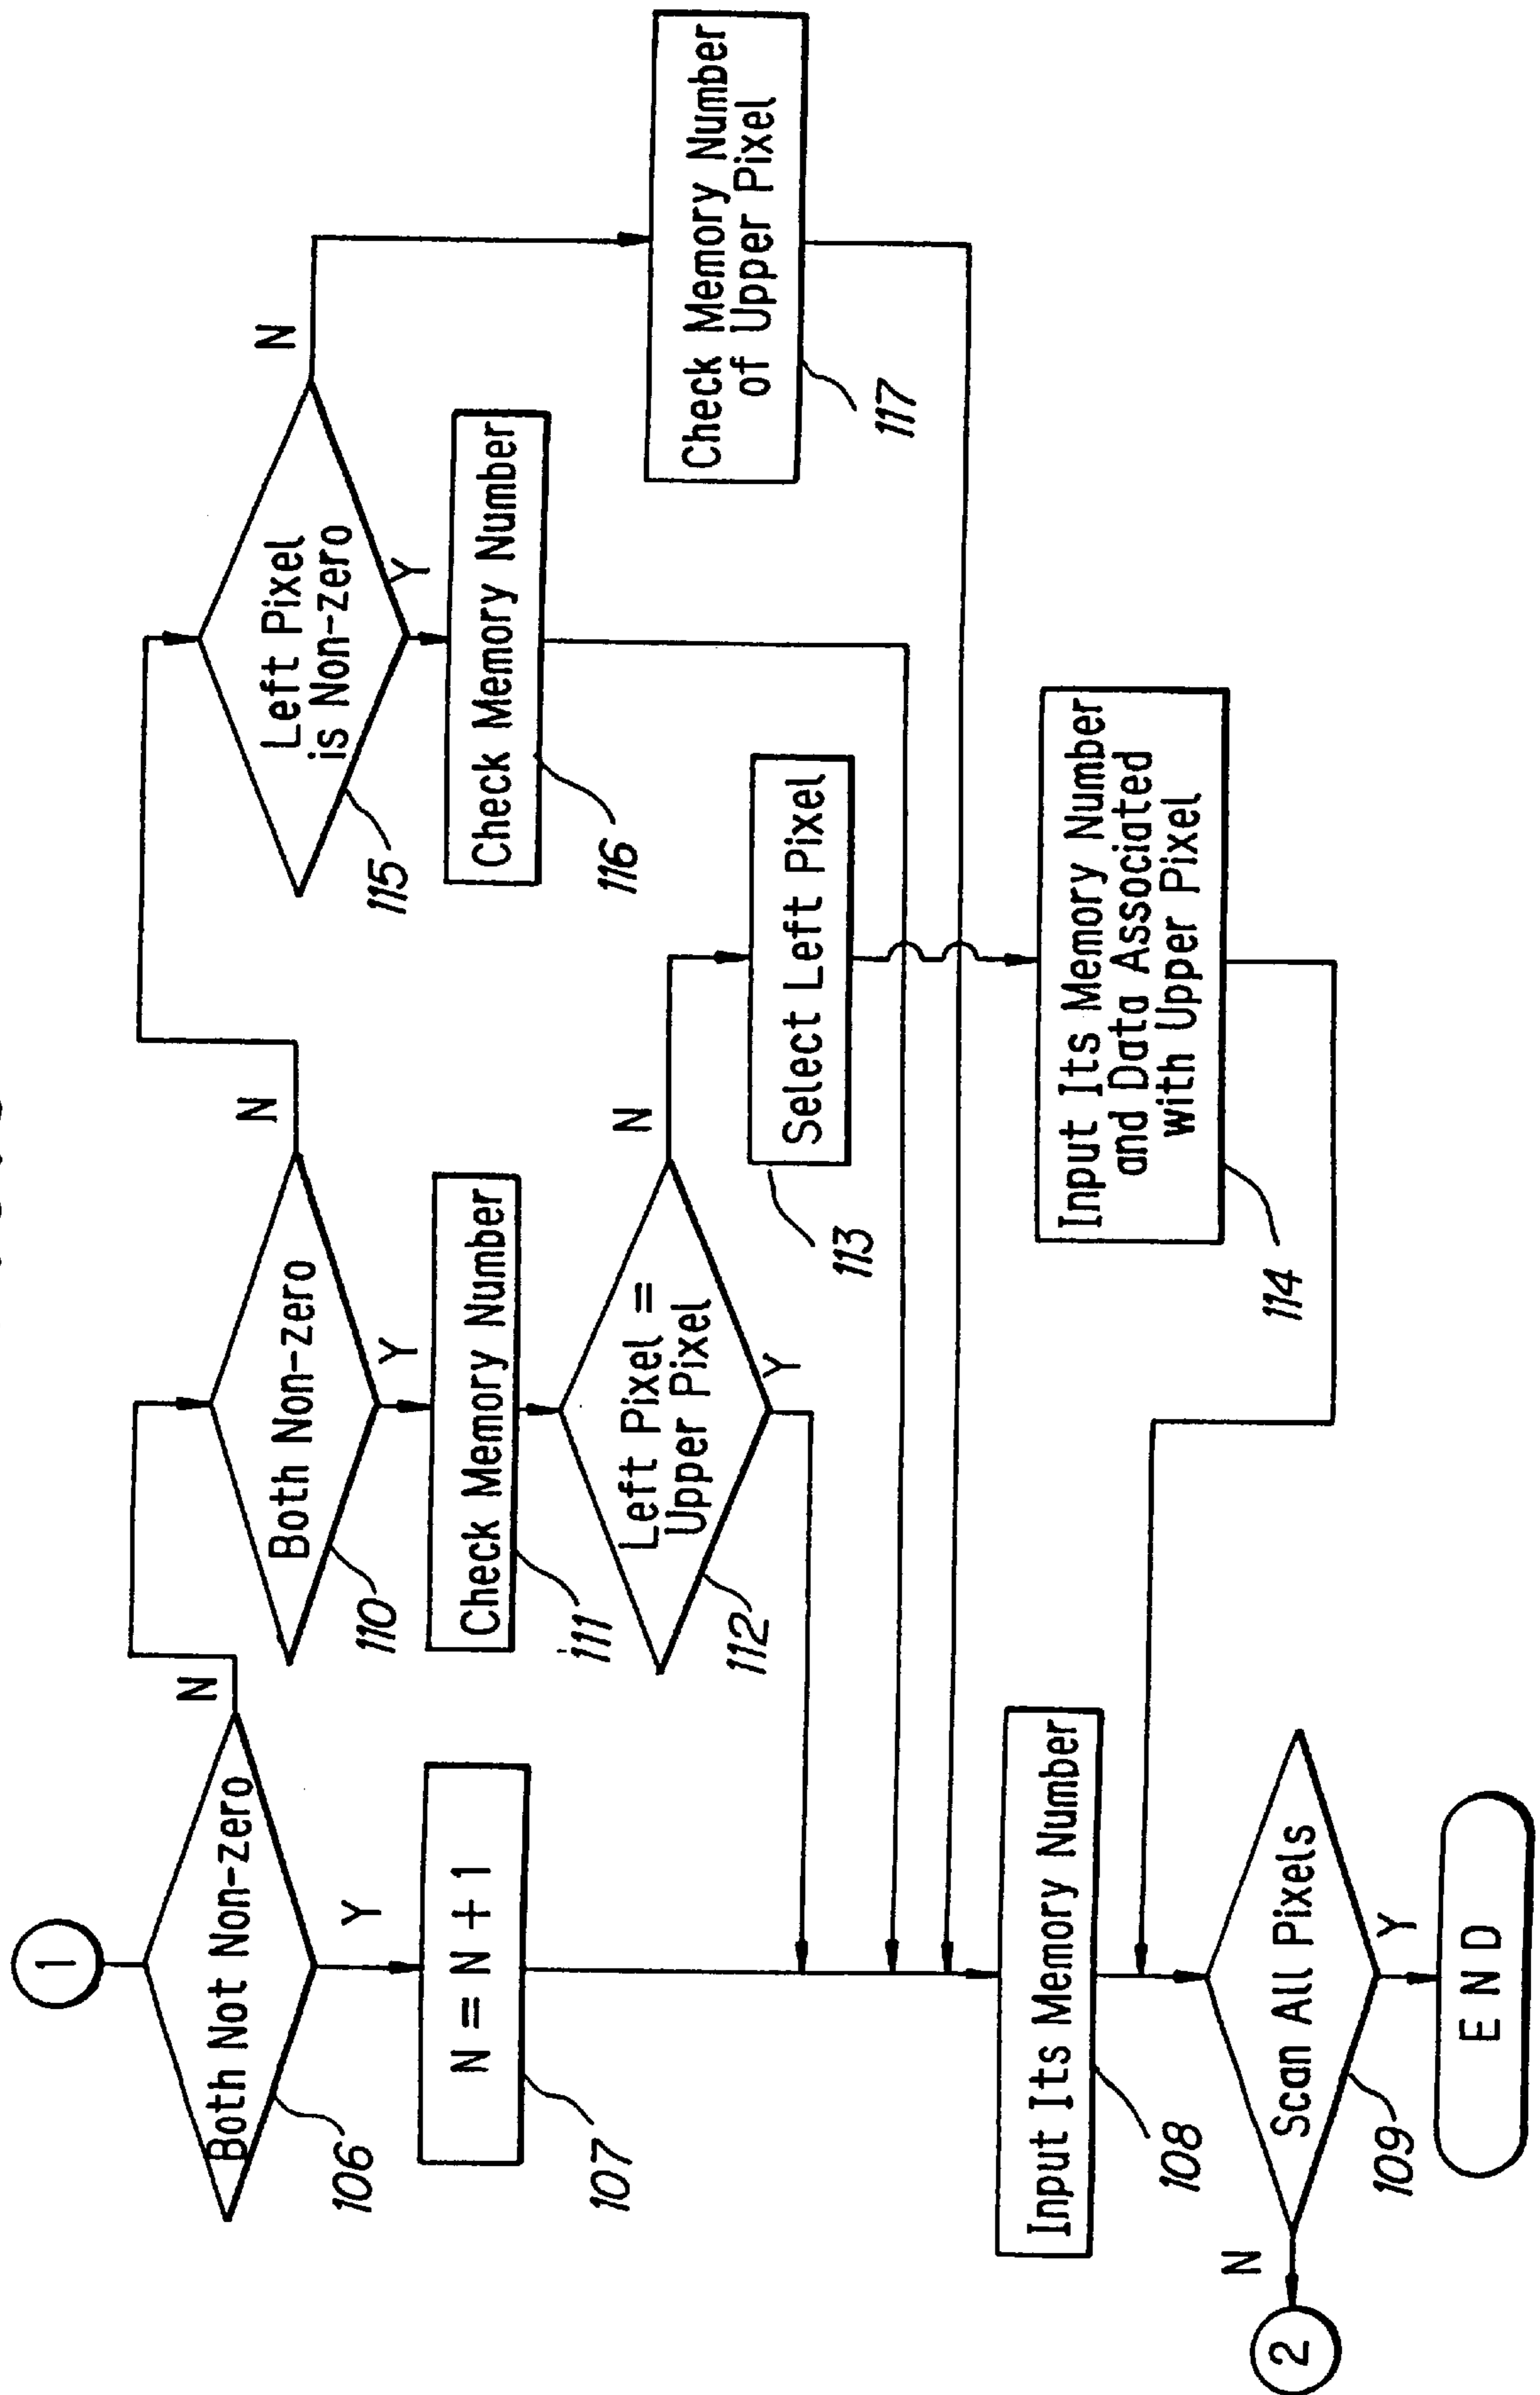 1
Both Not Non-zero
N
Y
106
N = N + 1
107
Both Non-zero
N
Y
110
Check Memory Number
111
Left Pixel =
Upper Pixel
N
Y
112
Select Left Pixel
113
Input Its Memory Number
and Data Associated
with Upper Pixel
114
Left Pixel
is Non-zero
N
Y
115
Check Memory Number
116
Check Memory Number
of Upper Pixel
117
Input Its Memory Number
108
Scan All Pixels
N
Y
109
2
END